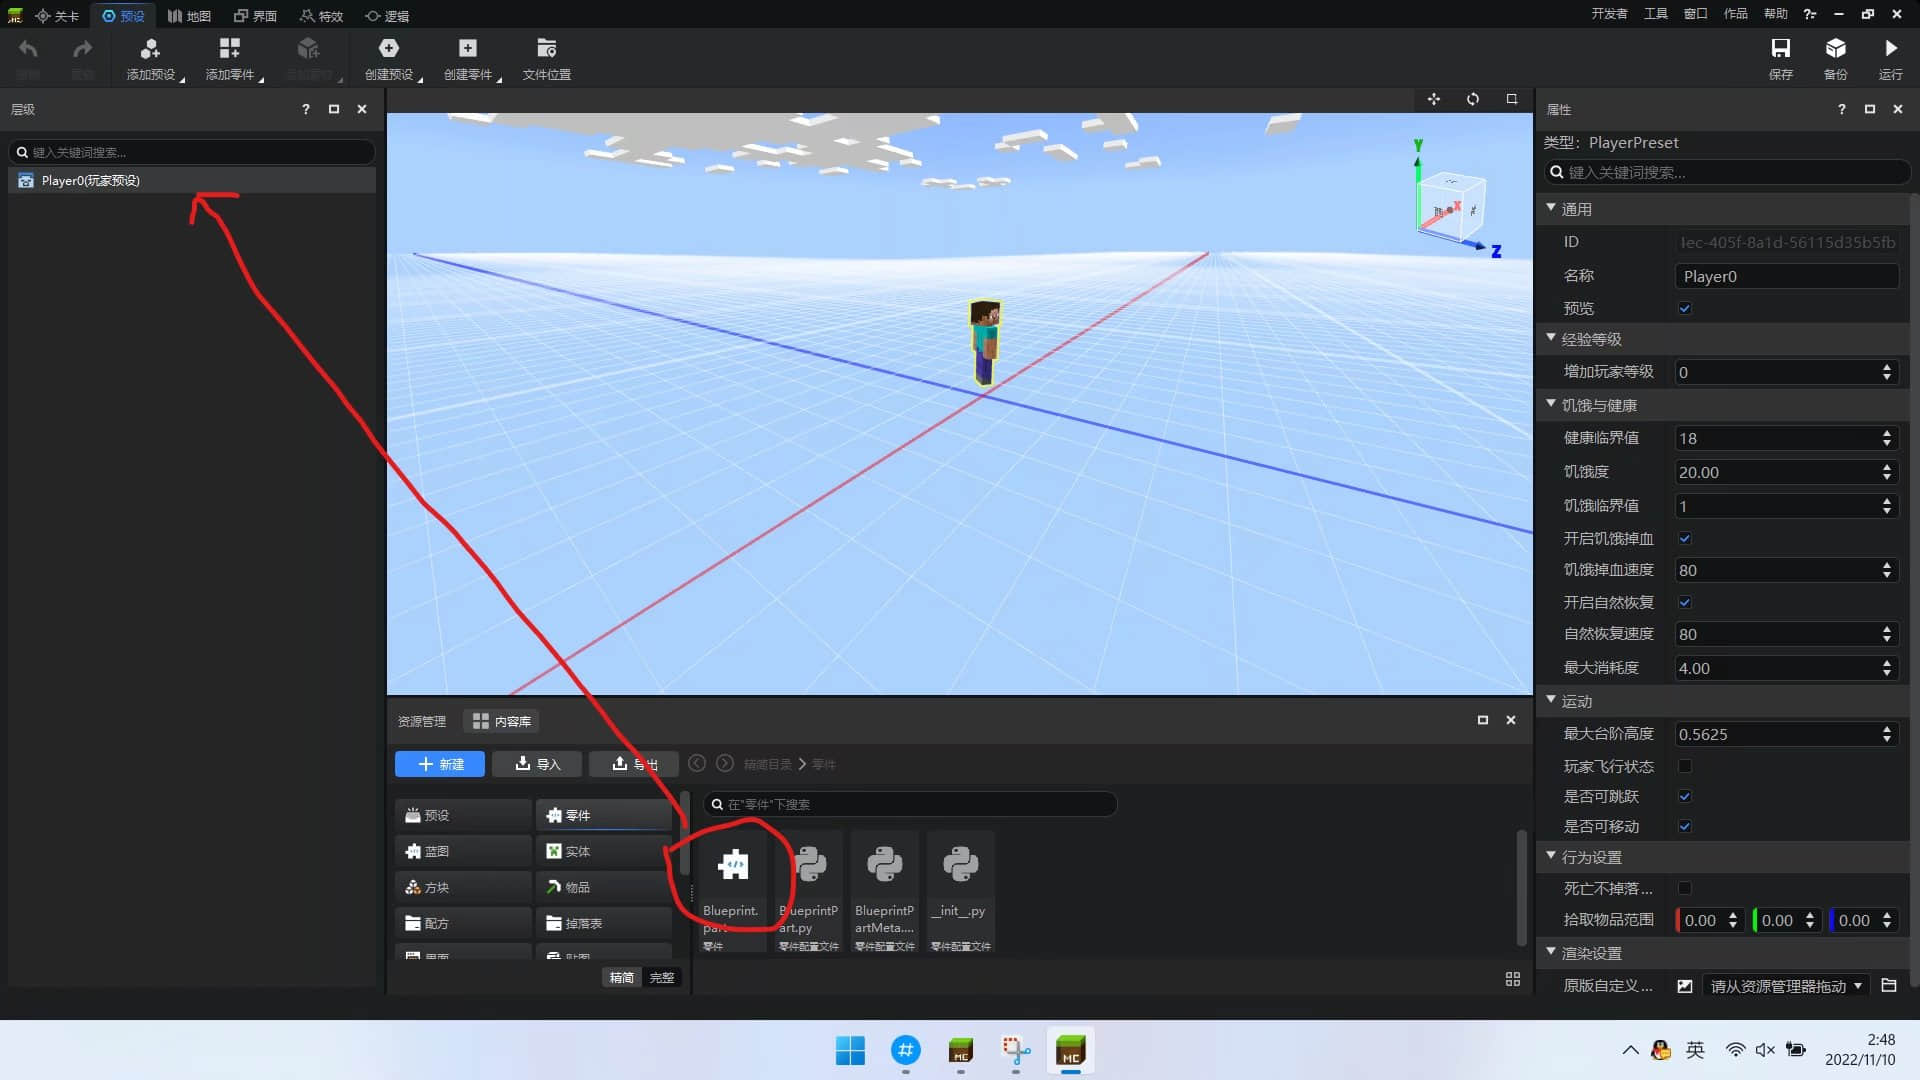 关卡 预设 地图 界面 特效 逻辑
开发者 工具 窗口 作品 帮助
添加预设 添加零件 创建预设 创建零件 文件位置
保存 备份 运行
层级
键入关键词搜索...
Player0(玩家预设)
Y
X
Z
属性
类型: PlayerPreset
键入关键词搜索...
通用
ID lec-405f-8a1d-56115d35b5fb
名称 Player0
预览
经验等级
增加玩家等级 0
饥饿与健康
健康临界值 18
饥饿度 20.00
饥饿临界值 1
开启饥饿掉血
饥饿掉血速度 80
开启自然恢复
自然恢复速度 80
最大消耗度 4.00
运动
最大台阶高度 0.5625
玩家飞行状态
是否可跳跃
是否可移动
行为设置
死亡不掉落...
拾取物品范围 0.00 0.00 0.00
渲染设置
原版自定义... 请从资源管理器拖动
资源管理 内容库
新建 导入 导出 精简目录 > 零件
在"零件"下搜索
预设 零件
蓝图 实体
方块 物品
配方 掉落表
界面 贴图
精简 完整
Blueprint.
part
零件
BlueprintP
art.py
零件配置文件
BlueprintP
artMeta....
零件配置文件
__init__.py
零件配置文件
英
2:48
2022/11/10